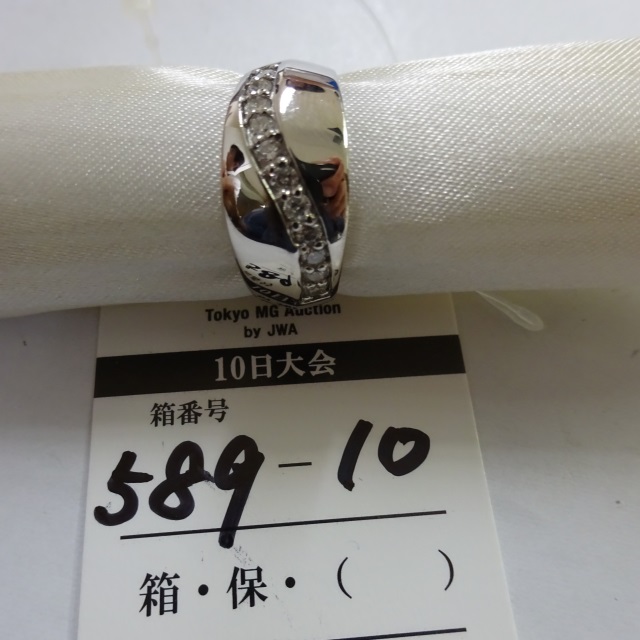 Tokyo MG Auction
by JWA
10日大会
箱番号
589-10
箱・保・(　　)